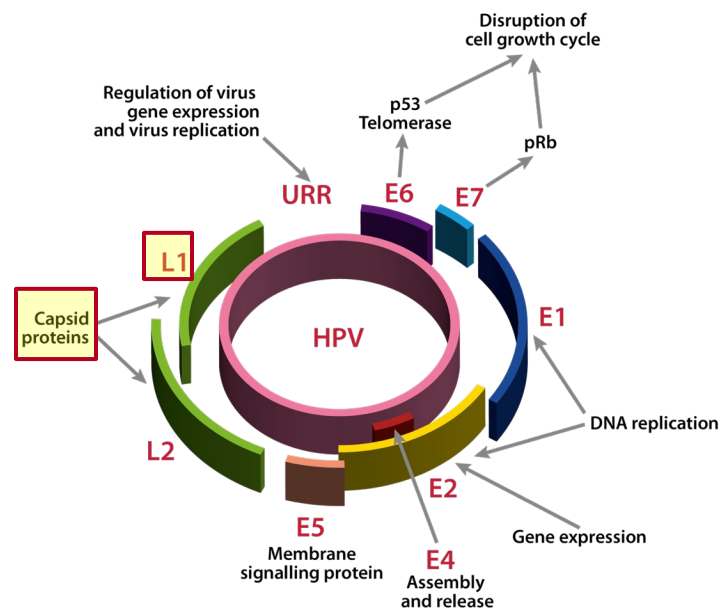 Disruption of
cell growth cycle
Regulation of virus
gene expression
and virus replication
p53
Telomerase
pRb
URR
E6
E7
L1
Capsid
proteins
E1
HPV
DNA replication
L2
E2
E5
Gene expression
Membrane
signalling protein
E4
Assembly
and release